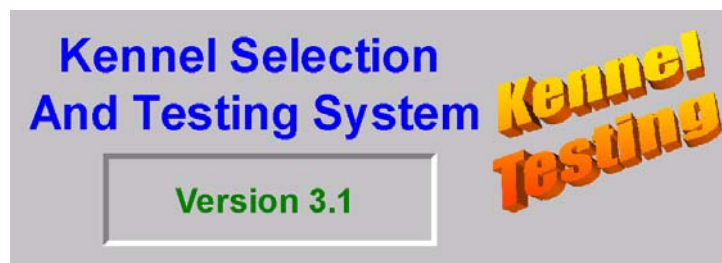 Kennel Selection
And Testing System
Version 3.1
Kennel
Testing